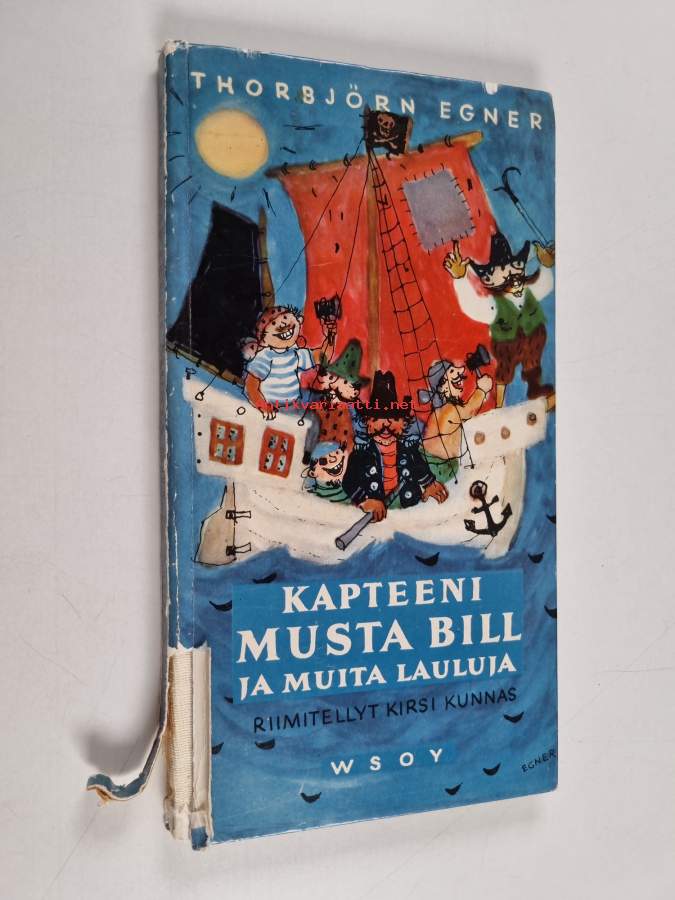 THORBJÖRN EGNER
antikvariaatti.net
KAPTEENI
MUSTA BILL
JA MUITA LAULUJA
RIIMITELLYT KIRSI KUNNAS
WSOY
EGNER